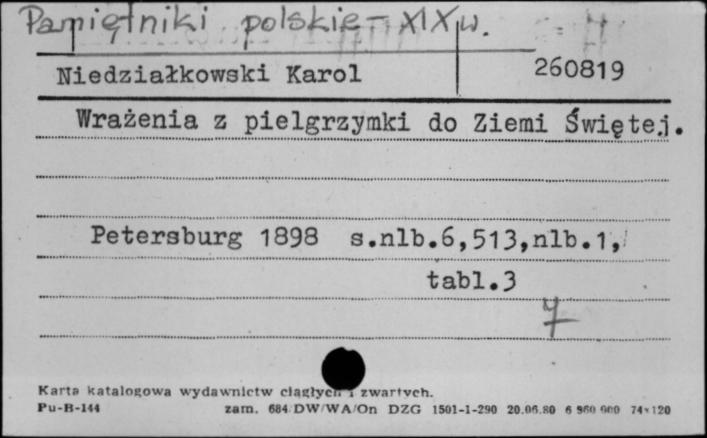 Pamiętniki polskie - XIX w.
Niedziałkowski Karol 260819
Wrażenia z pielgrzymki do Ziemi Świętej.
Petersburg 1898 s.nlb.6,513,nlb.1,
tabl.3
Karta katalogowa wydawnictw ciągłych i zwartych.
Pu-B-144 zam. 684/DW/WA/On DZG 1501-1-290 20.06.80 6 960 000 74×120